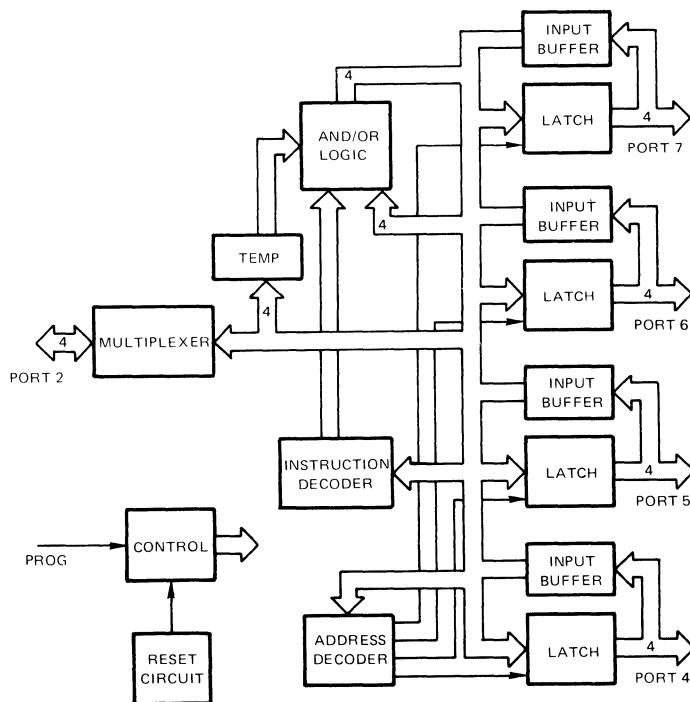 INPUT
BUFFER
4
AND/OR
LOGIC
LATCH
4
PORT 7
INPUT
BUFFER
4
TEMP
LATCH
4
PORT 6
4
MULTIPLEXER
4
PORT 2
INPUT
BUFFER
INSTRUCTION
DECODER
LATCH
4
PORT 5
CONTROL
PROG
INPUT
BUFFER
ADDRESS
DECODER
LATCH
4
PORT 4
RESET
CIRCUIT